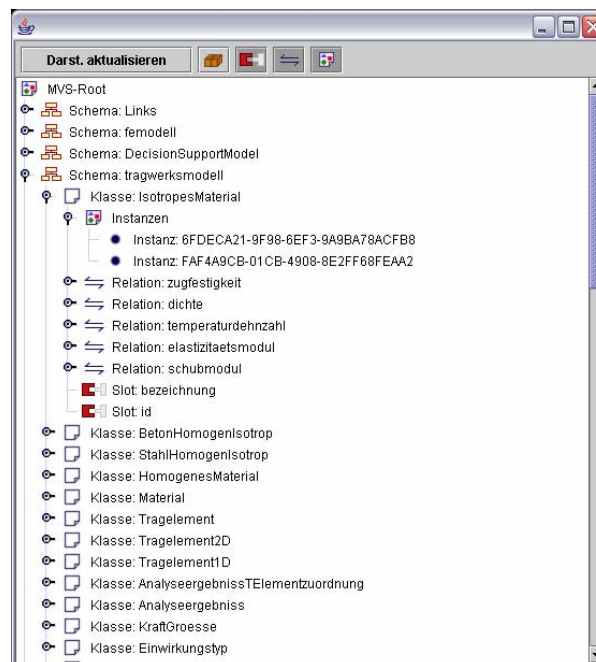 Darst. aktualisieren
MVS-Root
Schema: Links
Schema: femodell
Schema: DecisionSupportModel
Schema: tragwerksmodell
Klasse: IsotropesMaterial
Instanzen
Instanz: 6FDECA21-9F98-6EF3-9A9BA78ACFB8
Instanz: FAF4A9CB-01CB-4908-8E2FF68FEAA2
Relation: zugfestigkeit
Relation: dichte
Relation: temperaturdehnzahl
Relation: elastizitaetsmodul
Relation: schubmodul
Slot: bezeichnung
Slot: id
Klasse: BetonHomogenIsotrop
Klasse: StahlHomogenIsotrop
Klasse: HomogenesMaterial
Klasse: Material
Klasse: Tragelement
Klasse: Tragelement2D
Klasse: Tragelement1D
Klasse: AnalyseergebnissTElementzuordnung
Klasse: Analyseergebniss
Klasse: KraftGroesse
Klasse: Einwirkungstyp